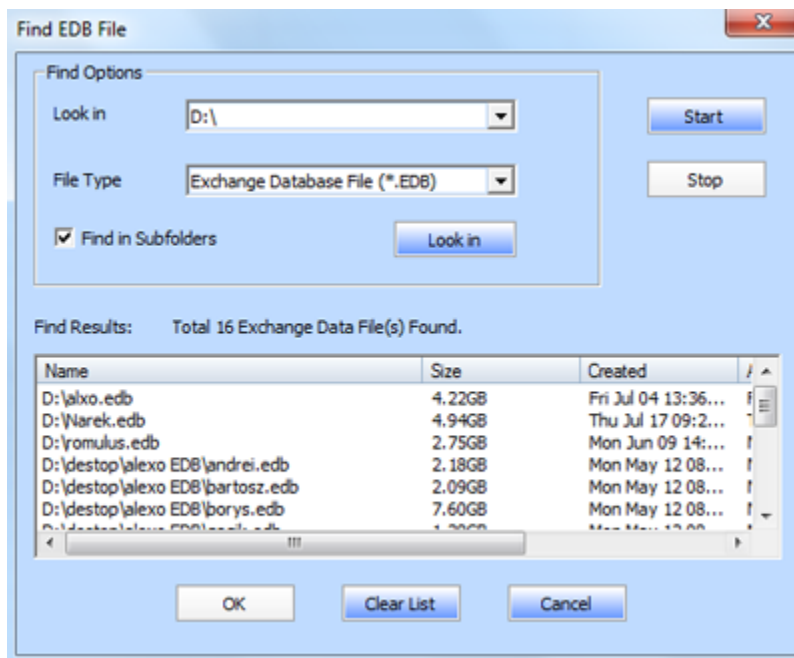 Find EDB File
Find Options
Look in D:\
Start
File Type Exchange Database File (*.EDB)
Stop
Find in Subfolders
Look in
Find Results: Total 16 Exchange Data File(s) Found.
Name Size Created
D:\alxo.edb 4.22GB Fri Jul 04 13:36...
D:\Narek.edb 4.94GB Thu Jul 17 09:2...
D:\romulus.edb 2.75GB Mon Jun 09 14:...
D:\destop\alexo EDB\andrei.edb 2.18GB Mon May 12 08...
D:\destop\alexo EDB\bartosz.edb 2.09GB Mon May 12 08...
D:\destop\alexo EDB\borys.edb 7.60GB Mon May 12 08...
OK
Clear List
Cancel